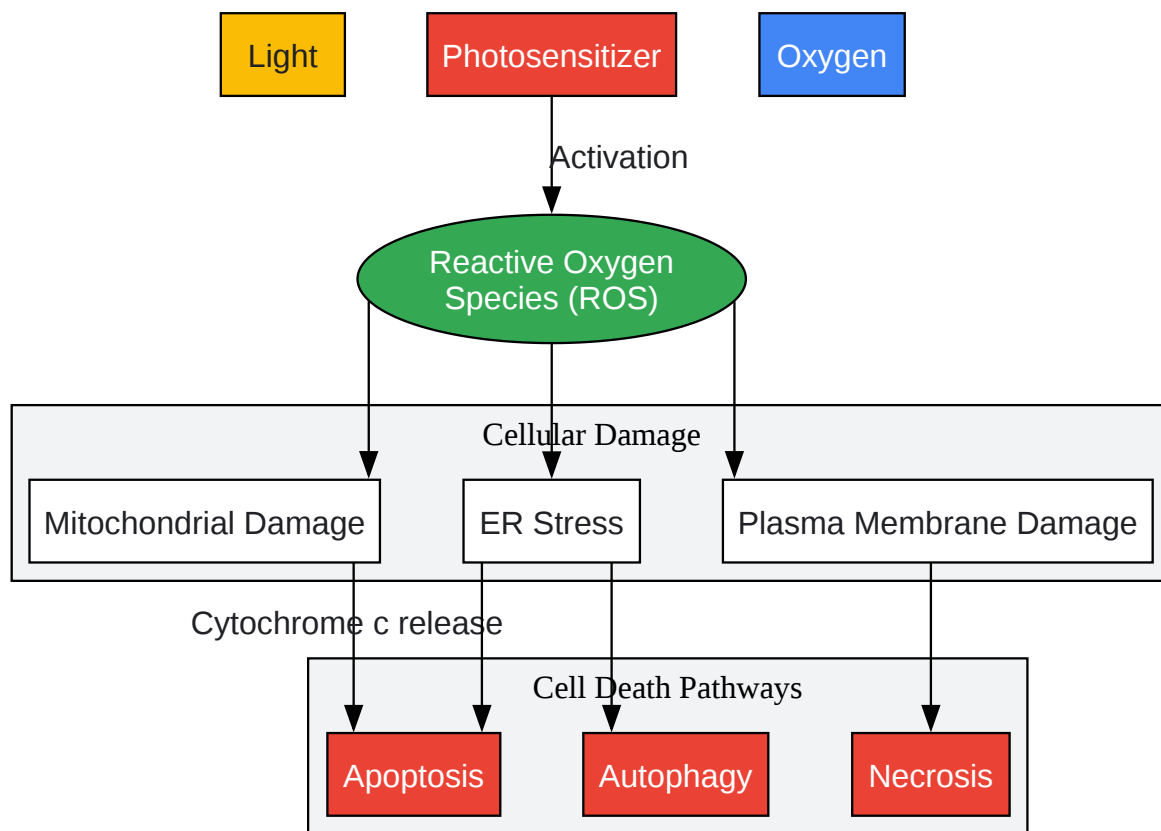 Light
Photosensitizer
Oxygen
Activation
Reactive Oxygen
Species (ROS)
Cellular Damage
Mitochondrial Damage
ER Stress
Plasma Membrane Damage
Cytochrome c release
Cell Death Pathways
Apoptosis
Autophagy
Necrosis